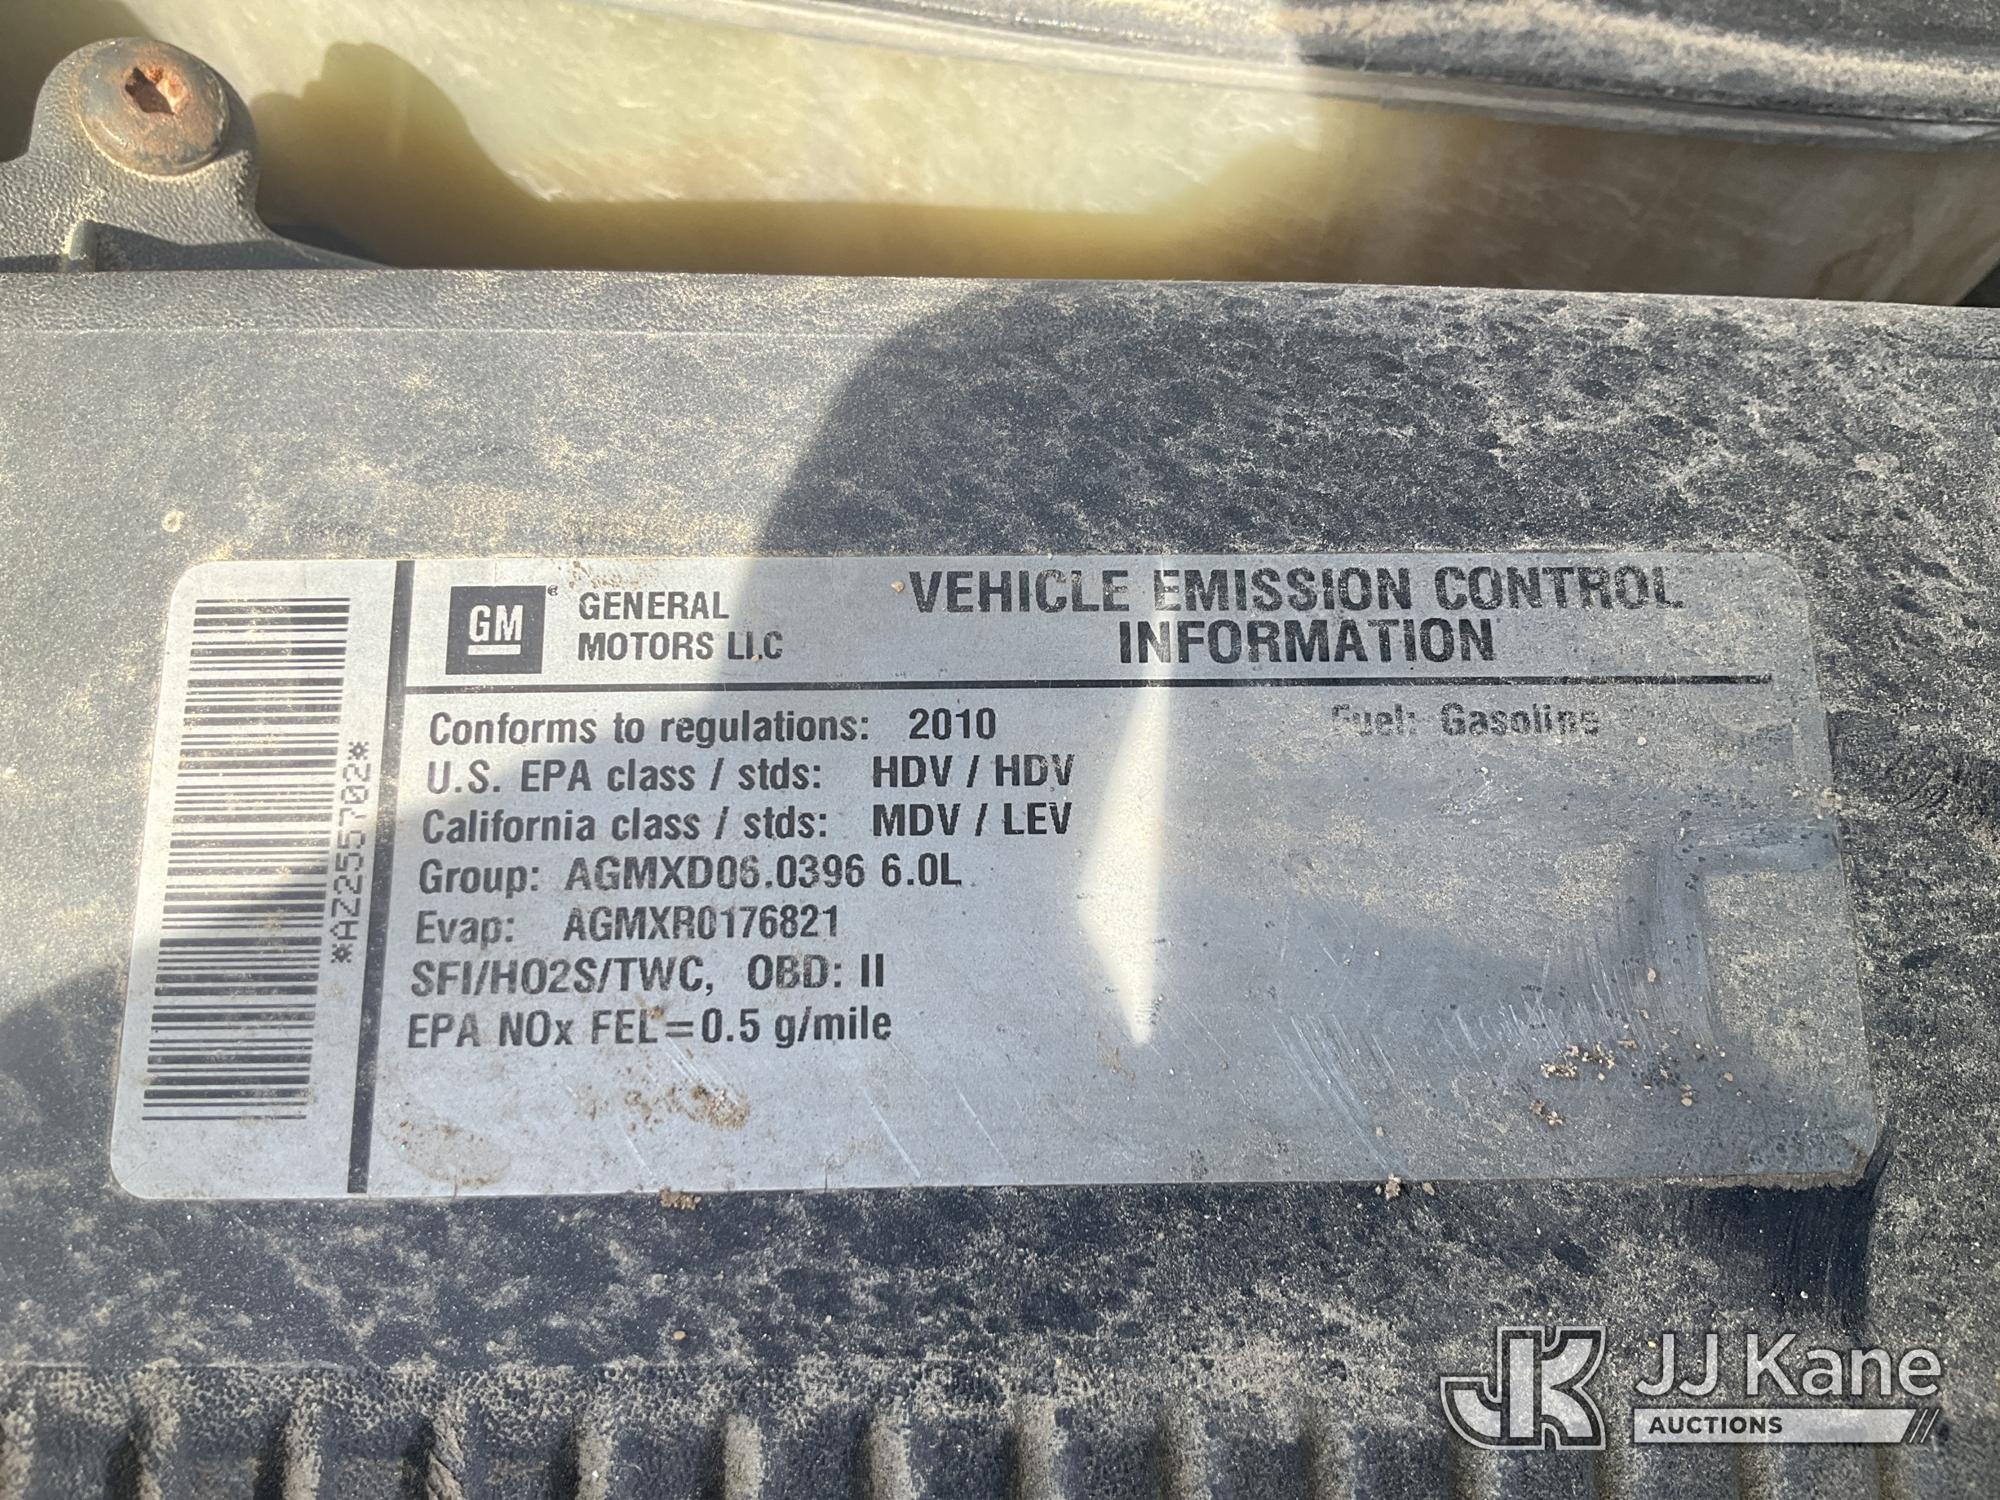 *AZ255702*
GM
GENERAL
MOTORS LLC
VEHICLE EMISSION CONTROL
INFORMATION
Conforms to regulations: 2010 Fuel: Gasoline
U.S. EPA class / stds: HDV / HDV
California class / stds: MDV / LEV
Group: AGMXD06.0396 6.0L
Evap: AGMXR0176821
SFI/HO2S/TWC, OBD: II
EPA NOx FEL=0.5 g/mile
JK JJ Kane
AUCTIONS